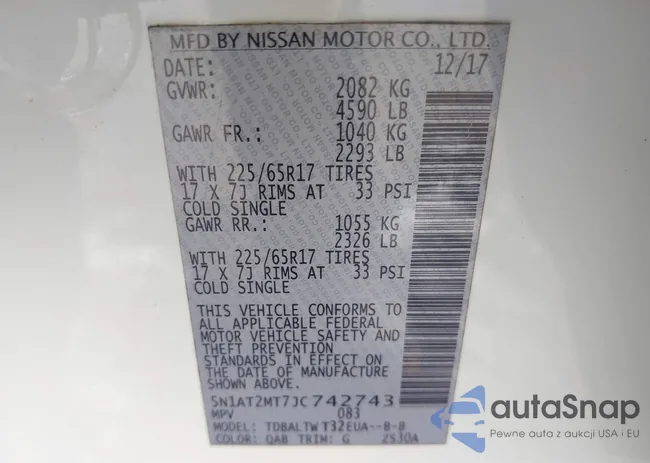 MFD BY NISSAN MOTOR CO., LTD.
DATE: 12/17
GVWR: 2082 KG
4590 LB
GAWR FR.: 1040 KG
2293 LB
WITH 225/65R17 TIRES
17 X 7J RIMS AT 33 PSI
COLD SINGLE
GAWR RR.: 1055 KG
2326 LB
WITH 225/65R17 TIRES
17 X 7J RIMS AT 33 PSI
COLD SINGLE
THIS VEHICLE CONFORMS TO
ALL APPLICABLE FEDERAL
MOTOR VEHICLE SAFETY AND
THEFT PREVENTION
STANDARDS IN EFFECT ON
THE DATE OF MANUFACTURE
SHOWN ABOVE.
5N1AT2MT7JC742743
MPV 083
MODEL: TDBALTWT32EUA--B-B
COLOR: QAB TRIM: G 2530A
autoSnap
Pewne auta z aukcji USA i EU